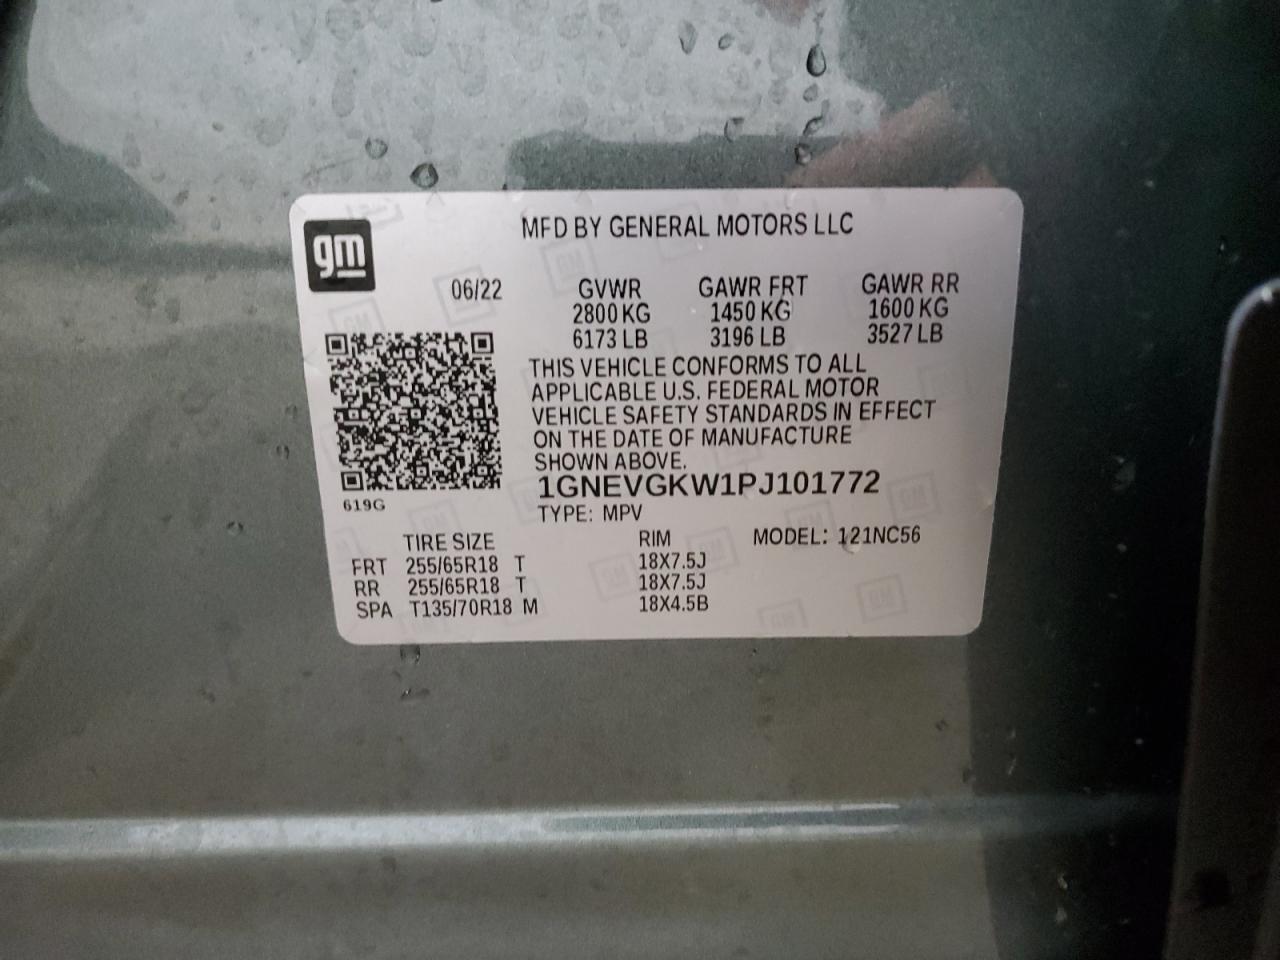 gm
MFD BY GENERAL MOTORS LLC
06/22 GVWR GAWR FRT GAWR RR
2800 KG 1450 KG 1600 KG
6173 LB 3196 LB 3527 LB
THIS VEHICLE CONFORMS TO ALL
APPLICABLE U.S. FEDERAL MOTOR
VEHICLE SAFETY STANDARDS IN EFFECT
ON THE DATE OF MANUFACTURE
SHOWN ABOVE.
1GNEVGKW1PJ101772
619G
TYPE: MPV
TIRE SIZE RIM MODEL: 121NC56
FRT 255/65R18 T 18X7.5J
RR 255/65R18 T 18X7.5J
SPA T135/70R18 M 18X4.5B